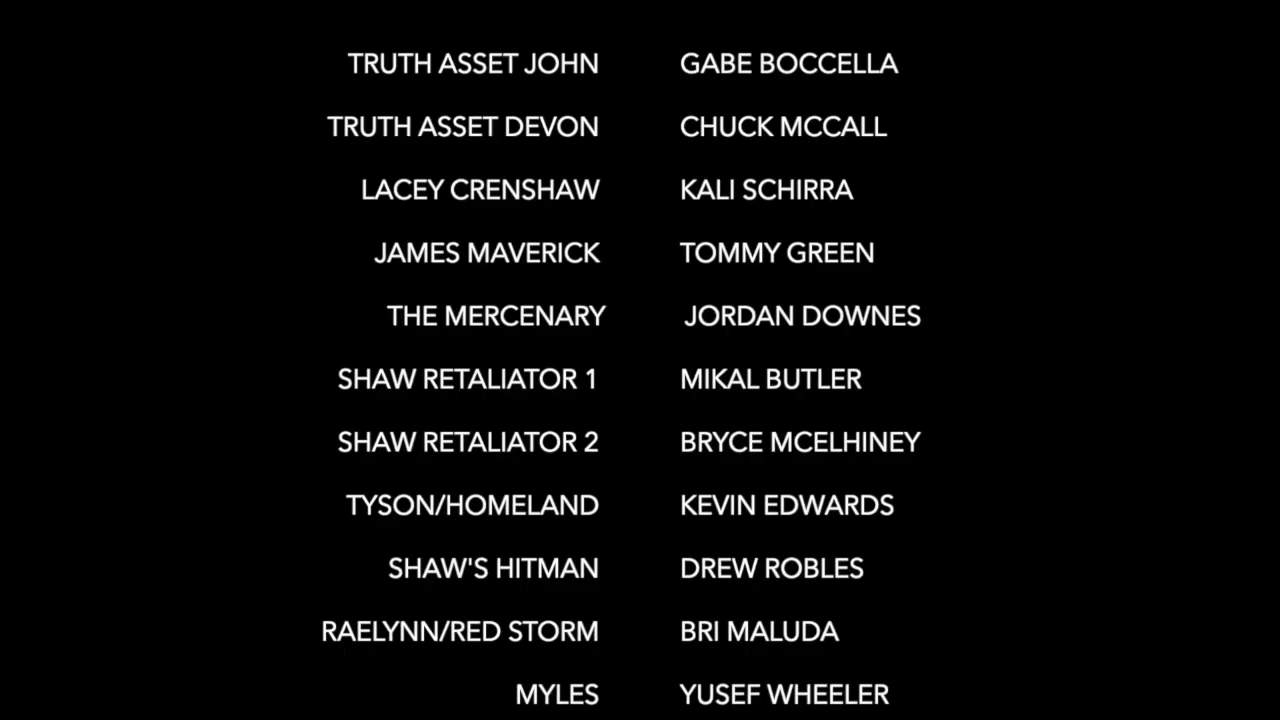 TRUTH ASSET JOHN GABE BOCCELLA
TRUTH ASSET DEVON CHUCK MCCALL
LACEY CRENSHAW KALI SCHIRRA
JAMES MAVERICK TOMMY GREEN
THE MERCENARY JORDAN DOWNES
SHAW RETALIATOR 1 MIKAL BUTLER
SHAW RETALIATOR 2 BRYCE MCELHINEY
TYSON/HOMELAND KEVIN EDWARDS
SHAW'S HITMAN DREW ROBLES
RAELYNN/RED STORM BRI MALUDA
MYLES YUSEF WHEELER